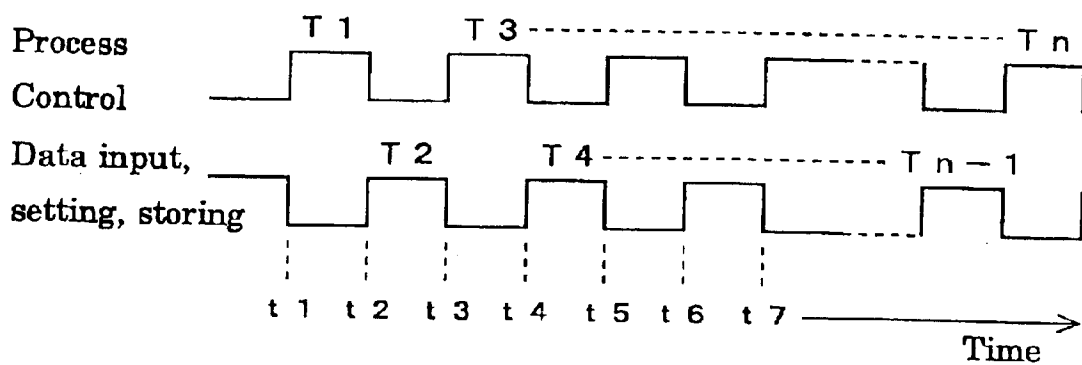 T 1 T 3 T n
Process
Control
Data input, T 2 T 4 T n - 1
setting, storing
t 1 t 2 t 3 t 4 t 5 t 6 t 7
Time